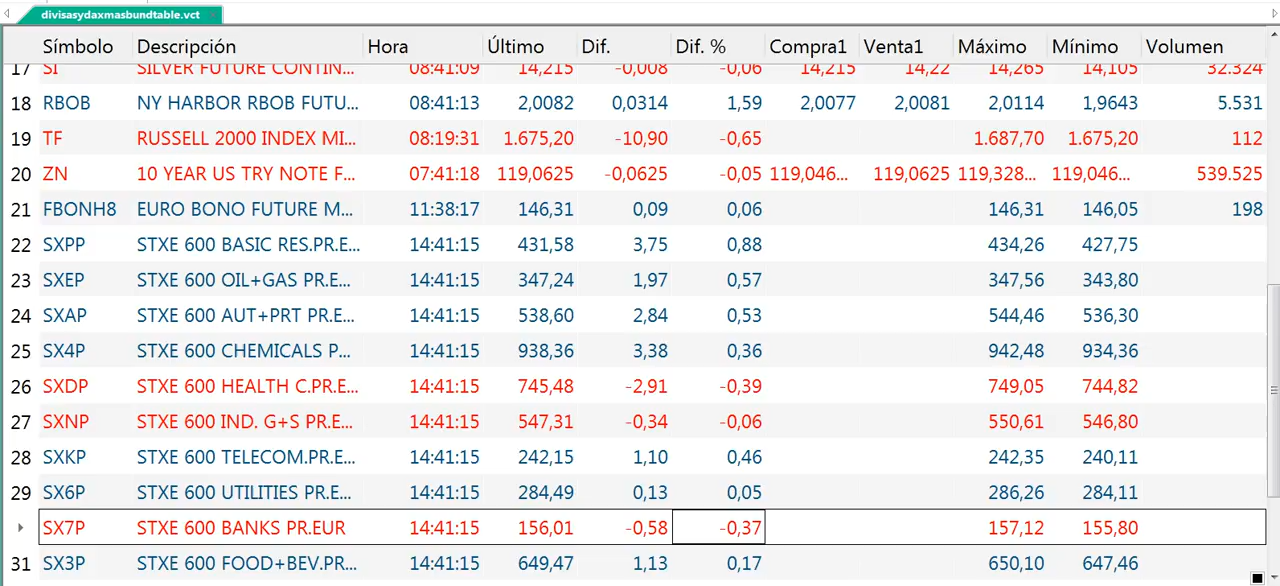 divisasydaxmasbundtable.vct
Símbolo Descripción Hora Último Dif. Dif. % Compra1 Venta1 Máximo Mínimo Volumen
17 SI SILVER FUTURE CONTIN... 08:41:09 14,215 -0,008 -0,06 14,215 14,22 14,265 14,105 32.324
18 RBOB NY HARBOR RBOB FUTU... 08:41:13 2,0082 0,0314 1,59 2,0077 2,0081 2,0114 1,9643 5.531
19 TF RUSSELL 2000 INDEX MI... 08:19:31 1.675,20 -10,90 -0,65 1.687,70 1.675,20 112
20 ZN 10 YEAR US TRY NOTE F... 07:41:18 119,0625 -0,0625 -0,05 119,046... 119,0625 119,328... 119,046... 539.525
21 FBONH8 EURO BONO FUTURE M... 11:38:17 146,31 0,09 0,06 146,31 146,05 198
22 SXPP STXE 600 BASIC RES.PR.E... 14:41:15 431,58 3,75 0,88 434,26 427,75
23 SXEP STXE 600 OIL+GAS PR.E... 14:41:15 347,24 1,97 0,57 347,56 343,80
24 SXAP STXE 600 AUT+PRT PR.E... 14:41:15 538,60 2,84 0,53 544,46 536,30
25 SX4P STXE 600 CHEMICALS P... 14:41:15 938,36 3,38 0,36 942,48 934,36
26 SXDP STXE 600 HEALTH C.PR.E... 14:41:15 745,48 -2,91 -0,39 749,05 744,82
27 SXNP STXE 600 IND. G+S PR.E... 14:41:15 547,31 -0,34 -0,06 550,61 546,80
28 SXKP STXE 600 TELECOM.PR.E... 14:41:15 242,15 1,10 0,46 242,35 240,11
29 SX6P STXE 600 UTILITIES PR.E... 14:41:15 284,49 0,13 0,05 286,26 284,11
SX7P STXE 600 BANKS PR.EUR 14:41:15 156,01 -0,58 -0,37 157,12 155,80
31 SX3P STXE 600 FOOD+BEV.PR... 14:41:15 649,47 1,13 0,17 650,10 647,46